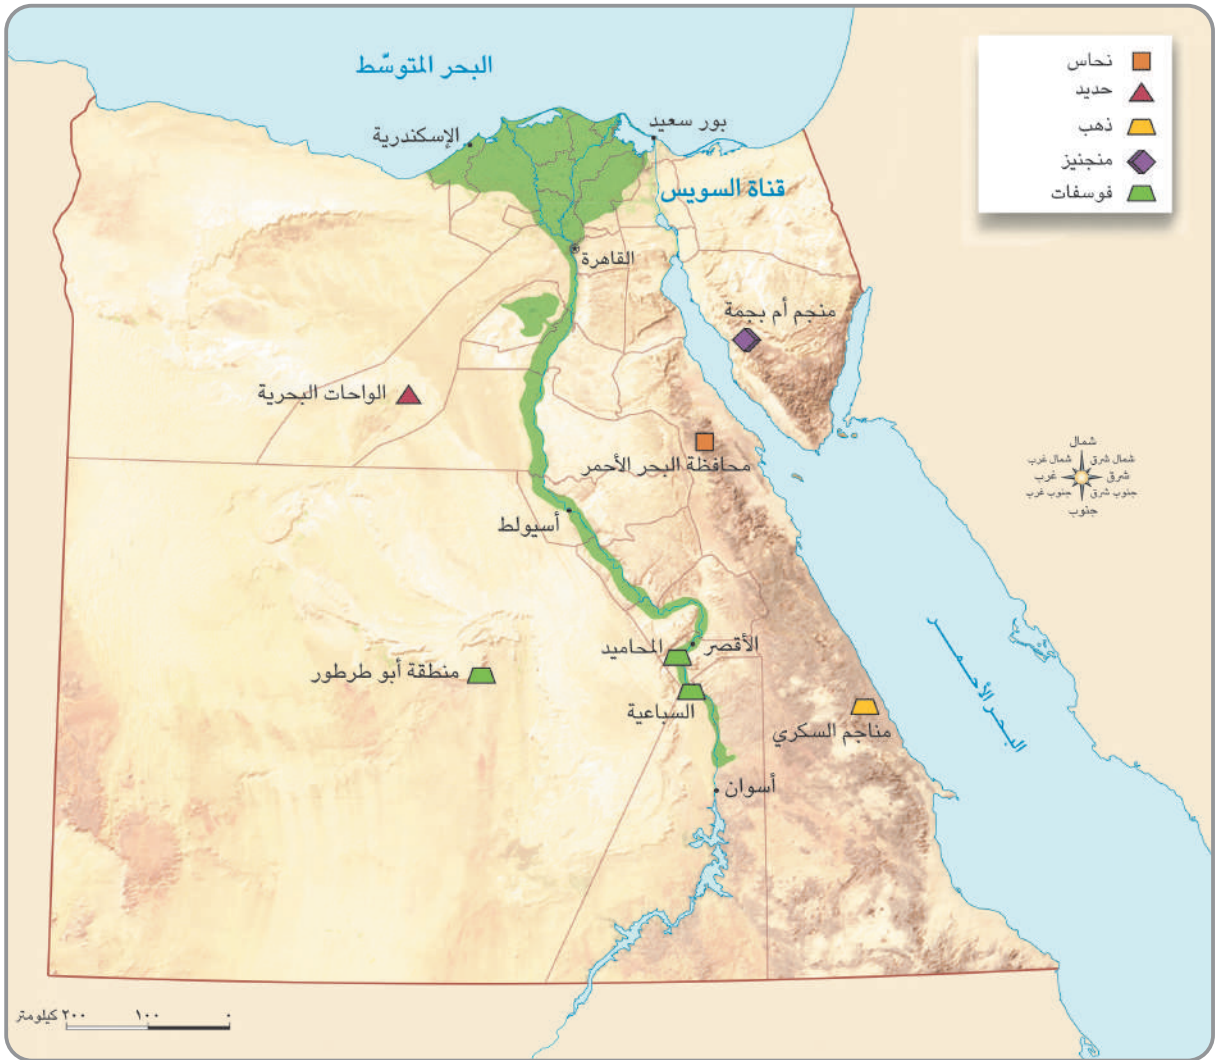 البحر المتوسّط
نحاس
حديد
ذهب
منجنيز
فوسفات
بور سعيد
الإسكندرية
قناة السويس
القاهرة
منجم أم بجمة
الواحات البحرية
محافظة البحر الأحمر
شمال
شمال شرق
شمال غرب
شرق
غرب
جنوب شرق
جنوب غرب
جنوب
أسيولط
الأقصر
المحاميد
منطقة أبو طرطور
السباعية
مناجم السكري
البحر الأحمر
أسوان
٠ ١٠٠ ٢٠٠ كيلومتر